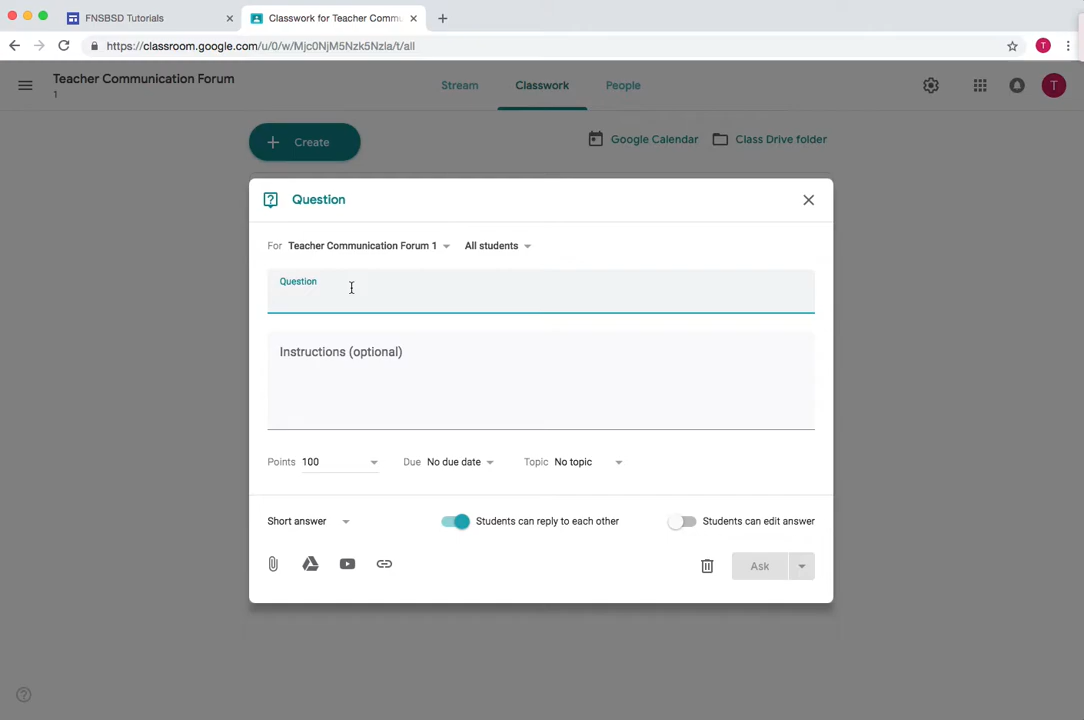 FNSBSD Tutorials
Classwork for Teacher Commu
https://classroom.google.com/u/0/w/Mjc0NjM5Nzk5Nzla/t/all
T
Teacher Communication Forum
1
Stream
Classwork
People
T
Create
Google Calendar
Class Drive folder
Question
For Teacher Communication Forum 1 All students
Question
Instructions (optional)
Points 100 Due No due date Topic No topic
Short answer
Students can reply to each other
Students can edit answer
Ask